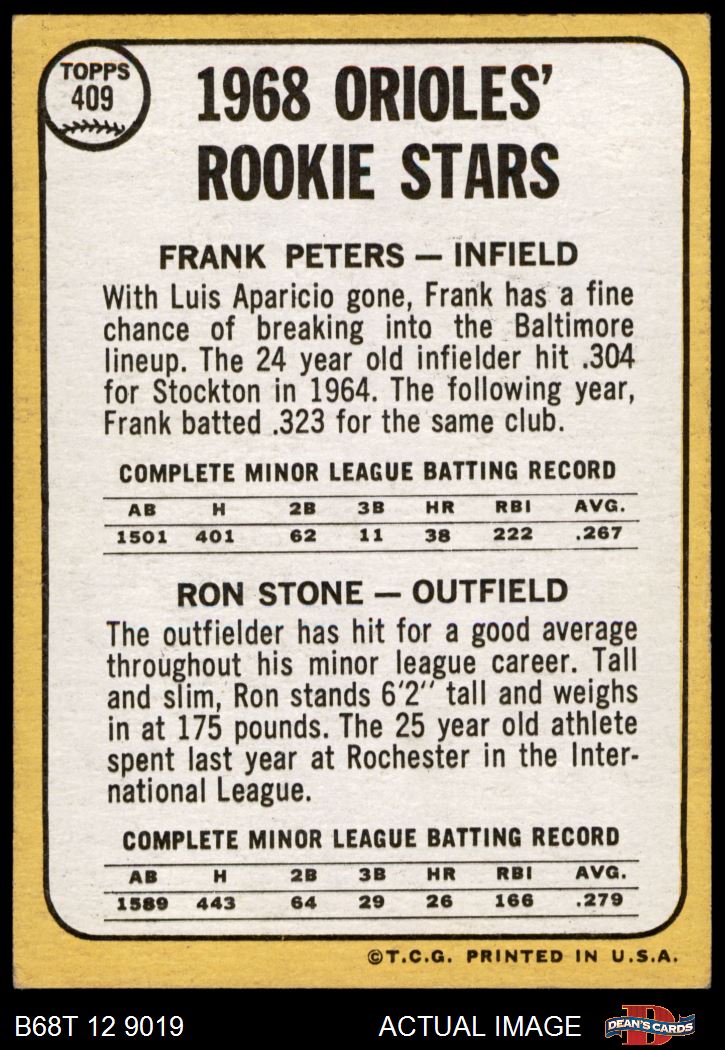 TOPPS
409
1968 ORIOLES'
ROOKIE STARS
FRANK PETERS — INFIELD
With Luis Aparicio gone, Frank has a fine
chance of breaking into the Baltimore
lineup. The 24 year old infielder hit .304
for Stockton in 1964. The following year,
Frank batted .323 for the same club.
COMPLETE MINOR LEAGUE BATTING RECORD
AB H 2B 3B HR RBI AVG.
1501 401 62 11 38 222 .267
RON STONE — OUTFIELD
The outfielder has hit for a good average
throughout his minor league career. Tall
and slim, Ron stands 6'2" tall and weighs
in at 175 pounds. The 25 year old athlete
spent last year at Rochester in the Inter-
national League.
COMPLETE MINOR LEAGUE BATTING RECORD
AB H 2B 3B HR RBI AVG.
1589 443 64 29 26 166 .279
©T.C.G. PRINTED IN U.S.A.
B68T 12 9019 ACTUAL IMAGE D DEAN'S CARDS